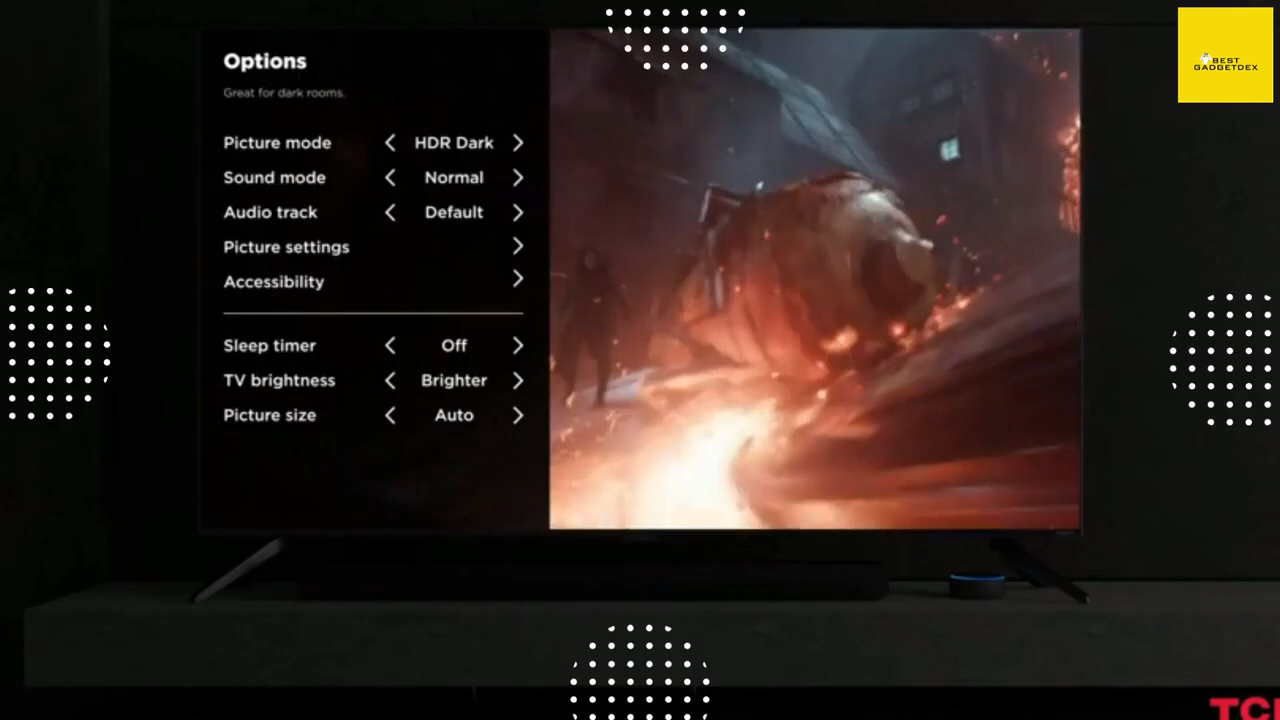 Options
Great for dark rooms.
Picture mode HDR Dark
Sound mode Normal
Audio track Default
Picture settings
Accessibility
Sleep timer Off
TV brightness Brighter
Picture size Auto
BEST
GADGETDEX
TCL